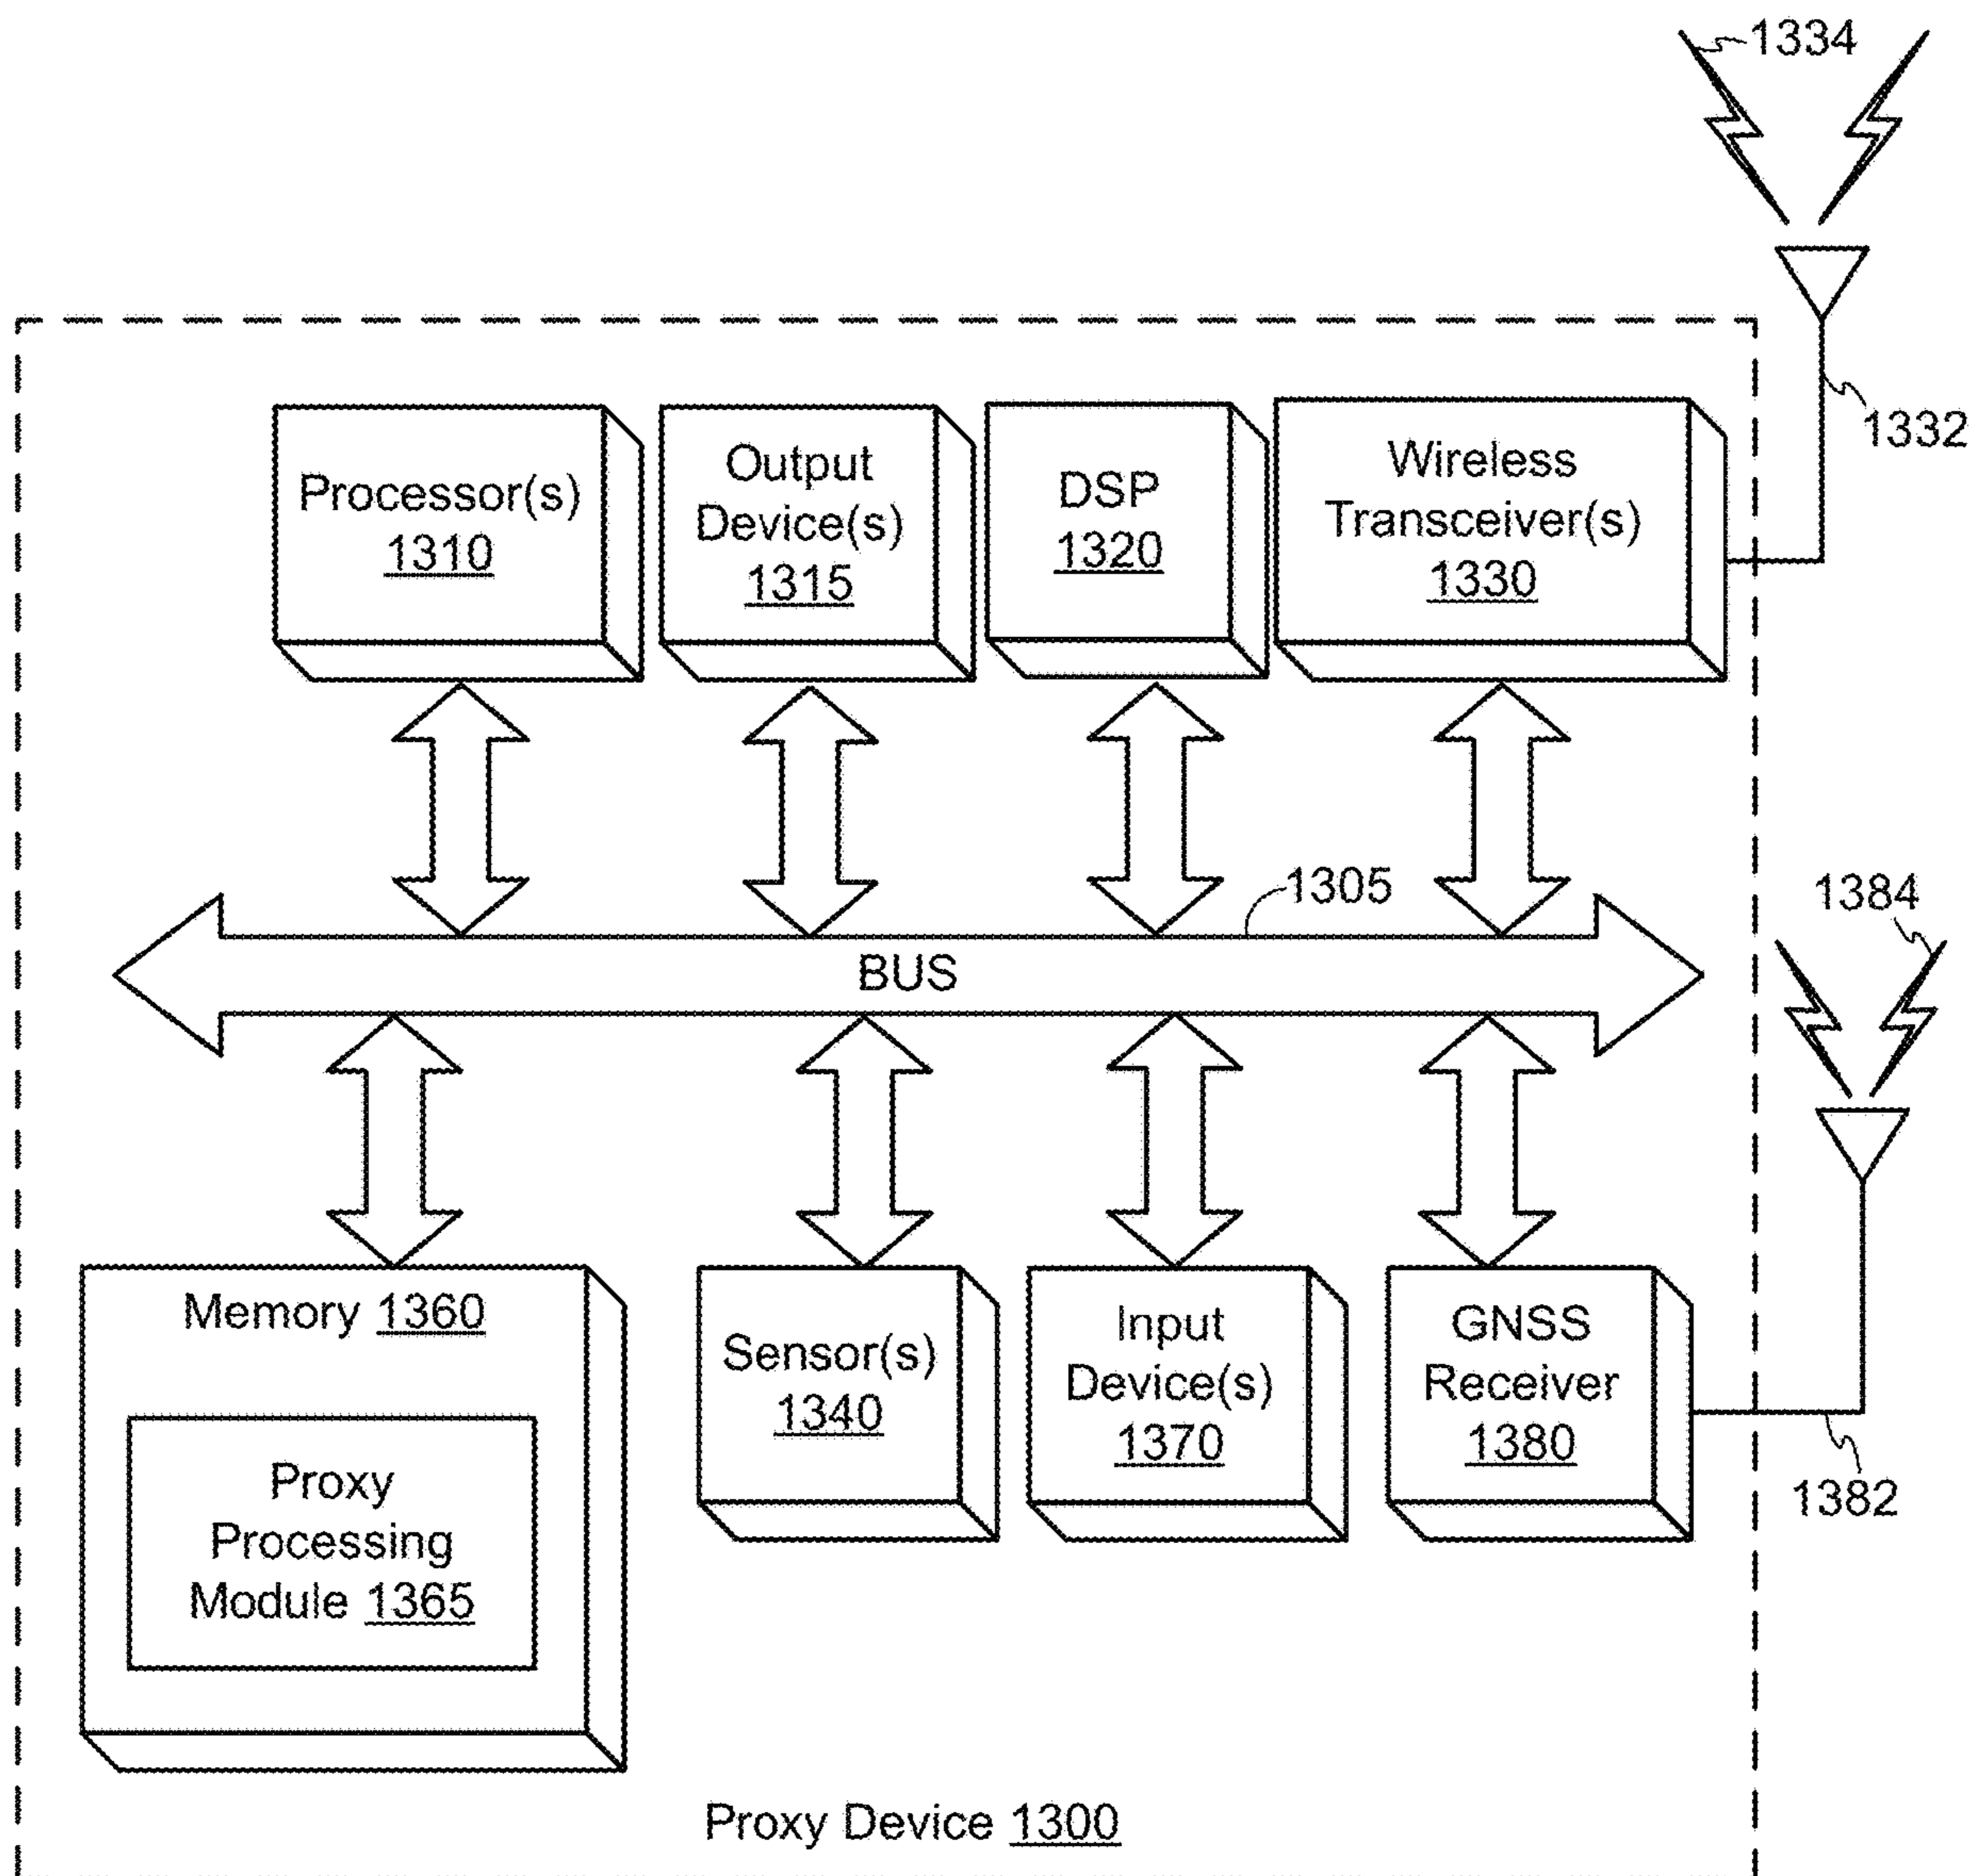 1334
1332
Processor(s)
1310
Output
Device(s)
1315
DSP
1320
Wireless
Transceiver(s)
1330
1305
BUS
1384
Memory 1360
Proxy
Processing
Module 1365
Sensor(s)
1340
Input
Device(s)
1370
GNSS
Receiver
1380
1382
Proxy Device 1300